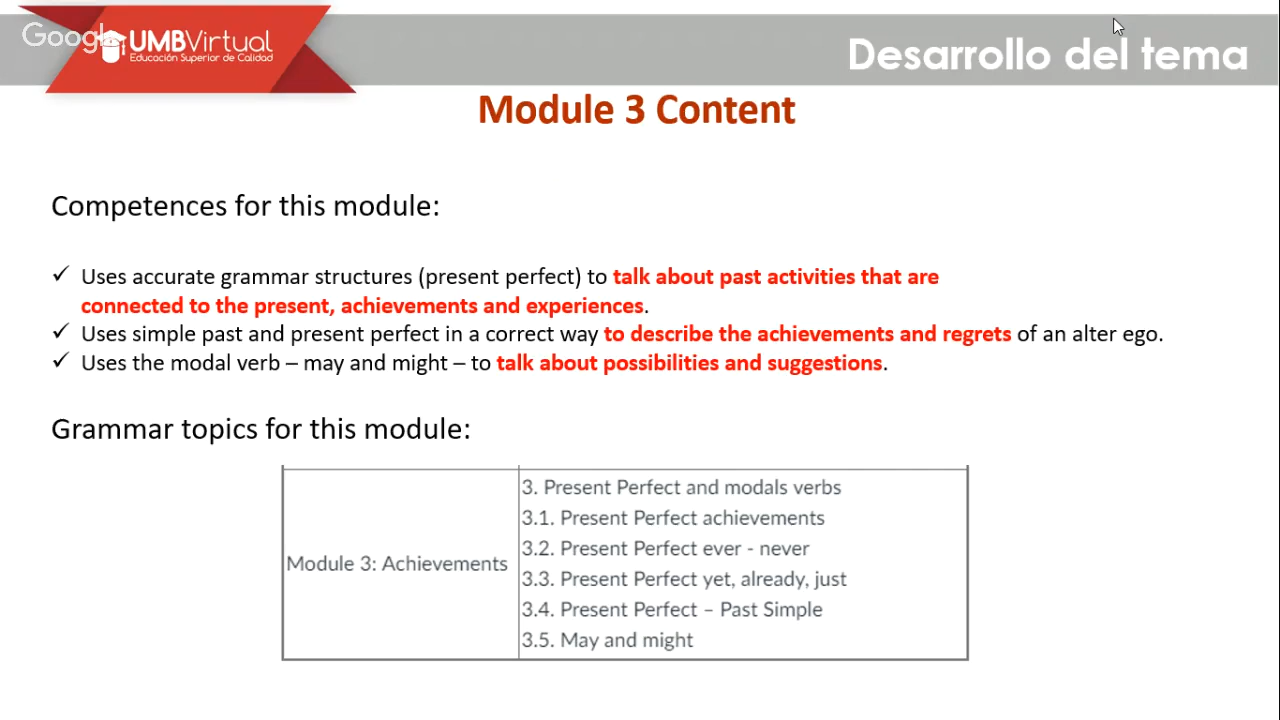 Google
UMBVirtual
Educación Superior de Calidad
Desarrollo del tema
Module 3 Content
Competences for this module:
✓ Uses accurate grammar structures (present perfect) to talk about past activities that are
connected to the present, achievements and experiences.
✓ Uses simple past and present perfect in a correct way to describe the achievements and regrets of an alter ego.
✓ Uses the modal verb – may and might – to talk about possibilities and suggestions.
Grammar topics for this module:
Module 3: Achievements
3. Present Perfect and modals verbs
3.1. Present Perfect achievements
3.2. Present Perfect ever - never
3.3. Present Perfect yet, already, just
3.4. Present Perfect – Past Simple
3.5. May and might